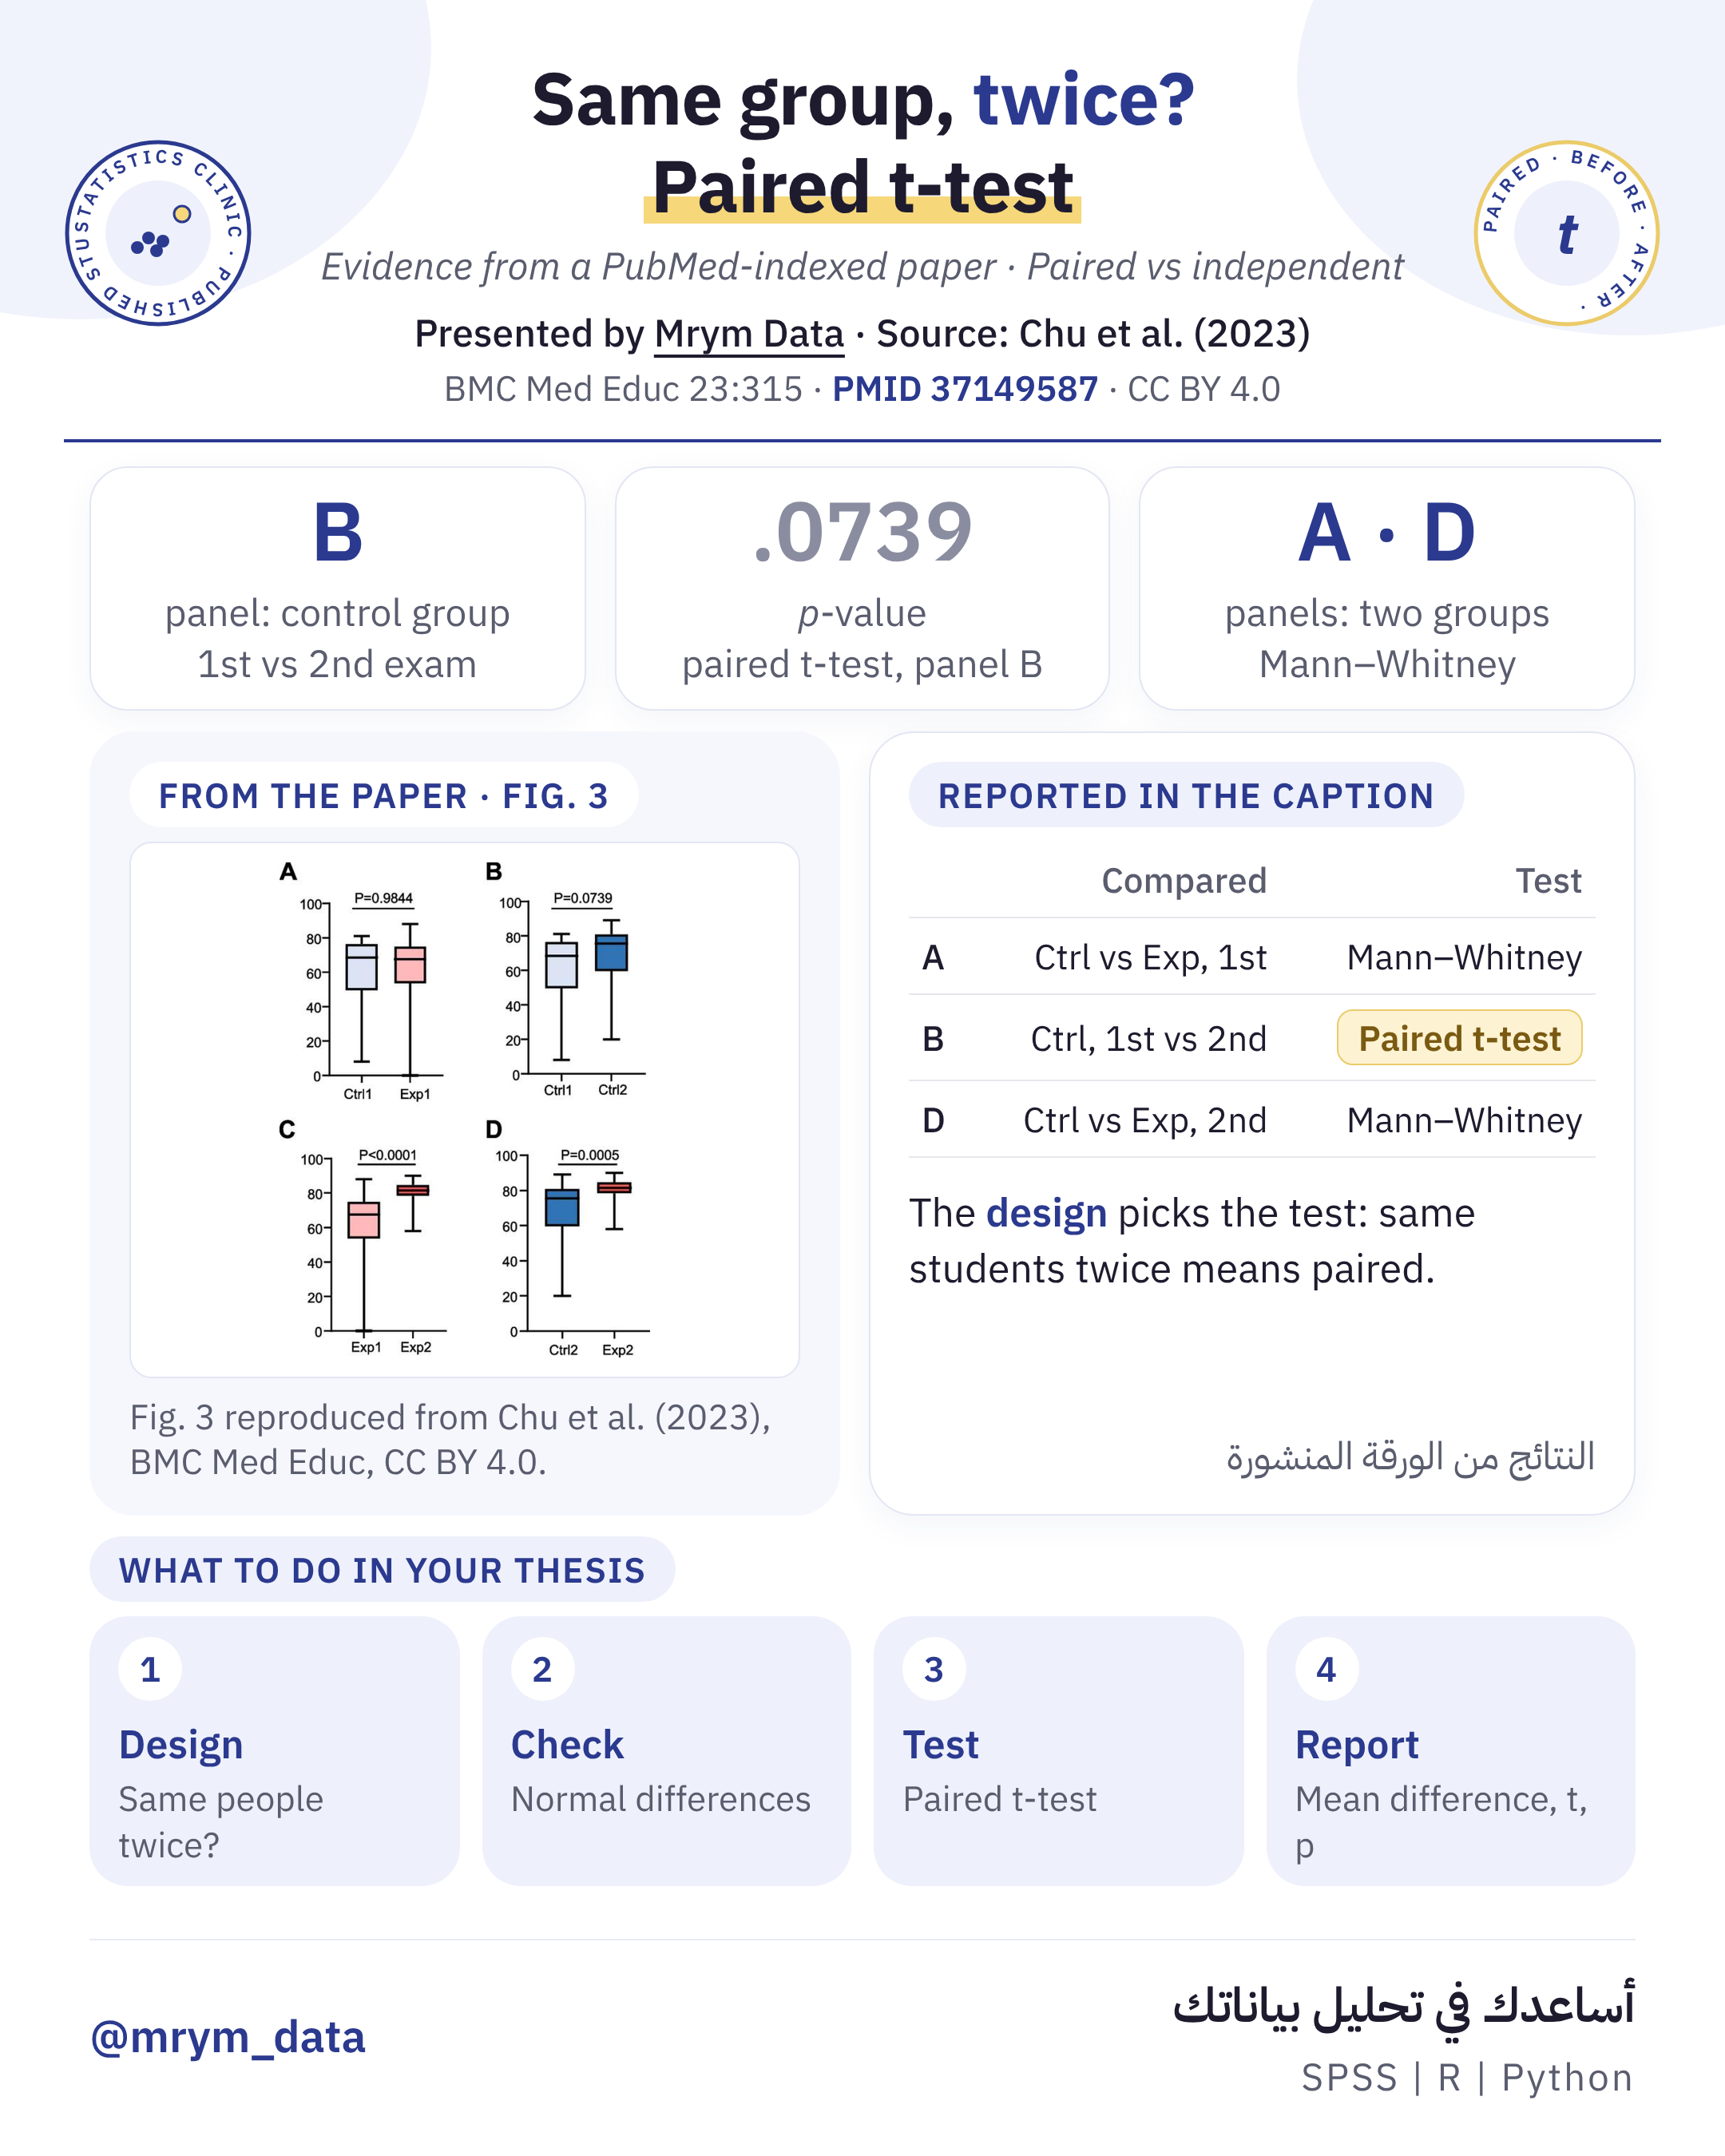 Same group, twice?
Paired t-test
Evidence from a PubMed-indexed paper · Paired vs independent
Presented by Mrym Data · Source: Chu et al. (2023)
BMC Med Educ 23:315 · PMID 37149587 · CC BY 4.0
STATISTICS CLINIC · PUBLISHED STU
PAIRED · BEFORE · AFTER ·
t
B
panel: control group
1st vs 2nd exam
.0739
p-value
paired t-test, panel B
A · D
panels: two groups
Mann–Whitney
FROM THE PAPER · FIG. 3
A
P=0.9844
100
80
60
40
20
0
Ctrl1 Exp1
B
P=0.0739
100
80
60
40
20
0
Ctrl1 Ctrl2
C
P<0.0001
100
80
60
40
20
0
Exp1 Exp2
D
P=0.0005
100
80
60
40
20
0
Ctrl2 Exp2
Fig. 3 reproduced from Chu et al. (2023),
BMC Med Educ, CC BY 4.0.
REPORTED IN THE CAPTION
Compared Test
A Ctrl vs Exp, 1st Mann–Whitney
B Ctrl, 1st vs 2nd Paired t-test
D Ctrl vs Exp, 2nd Mann–Whitney
The design picks the test: same
students twice means paired.
النتائج من الورقة المنشورة
WHAT TO DO IN YOUR THESIS
1
Design
Same people
twice?
2
Check
Normal differences
3
Test
Paired t-test
4
Report
Mean difference, t,
p
@mrym_data
أساعدك في تحليل بياناتك
SPSS | R | Python